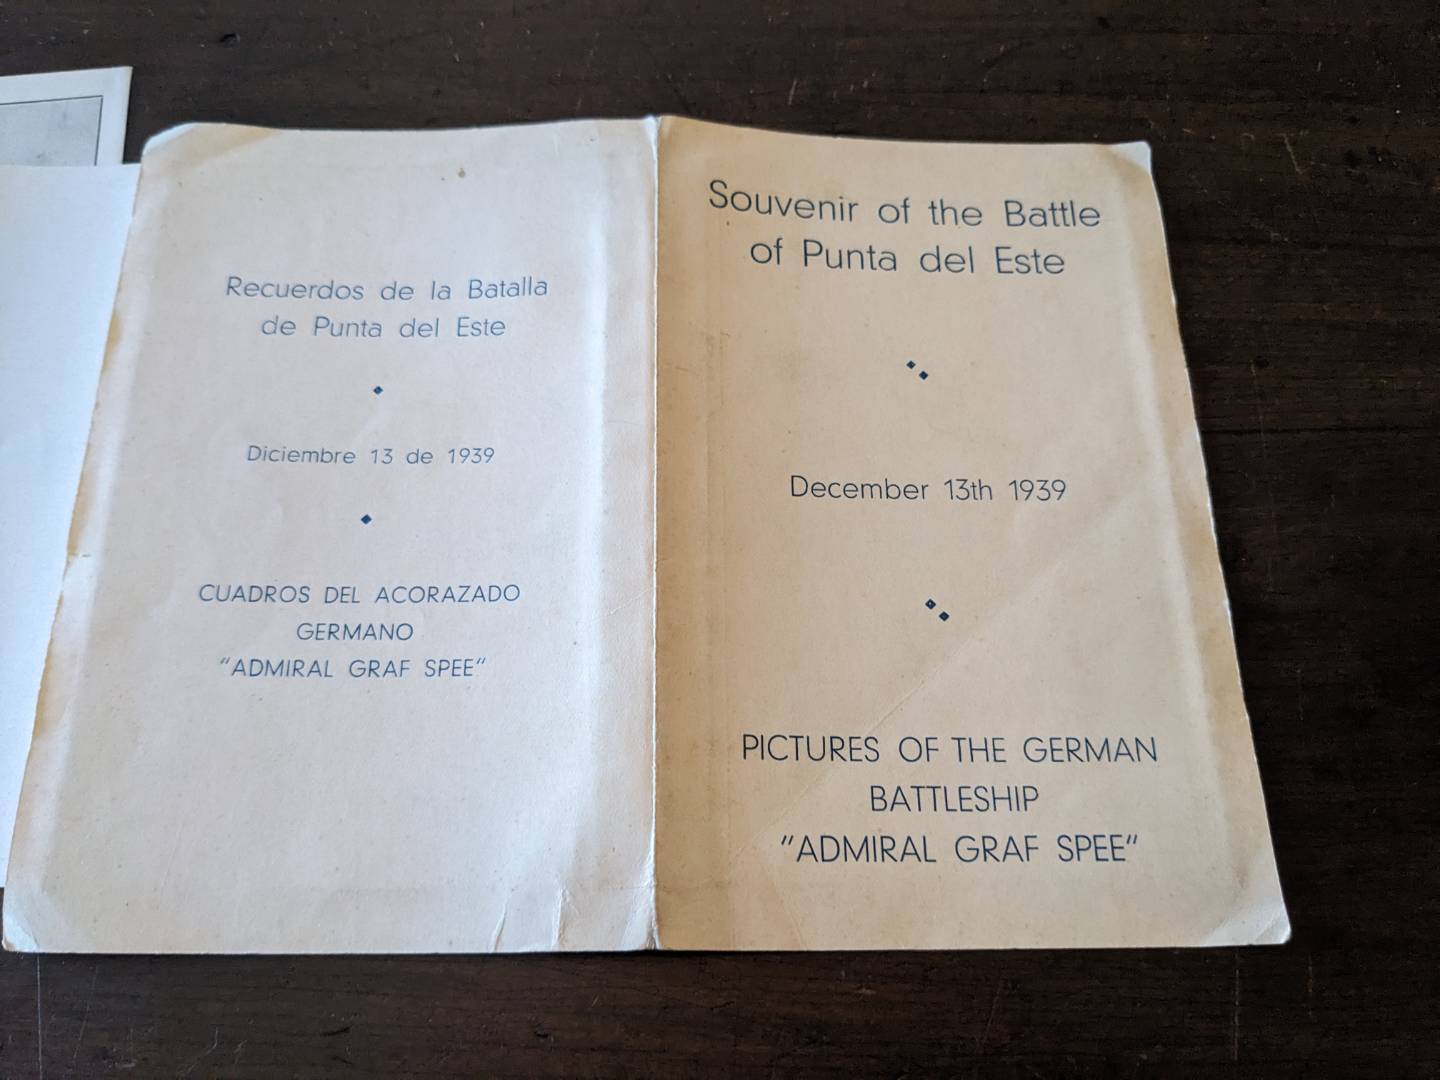 Recuerdos de la Batalla
de Punta del Este
Diciembre 13 de 1939
CUADROS DEL ACORAZADO
GERMANO
"ADMIRAL GRAF SPEE"
Souvenir of the Battle
of Punta del Este
December 13th 1939
PICTURES OF THE GERMAN
BATTLESHIP
"ADMIRAL GRAF SPEE"